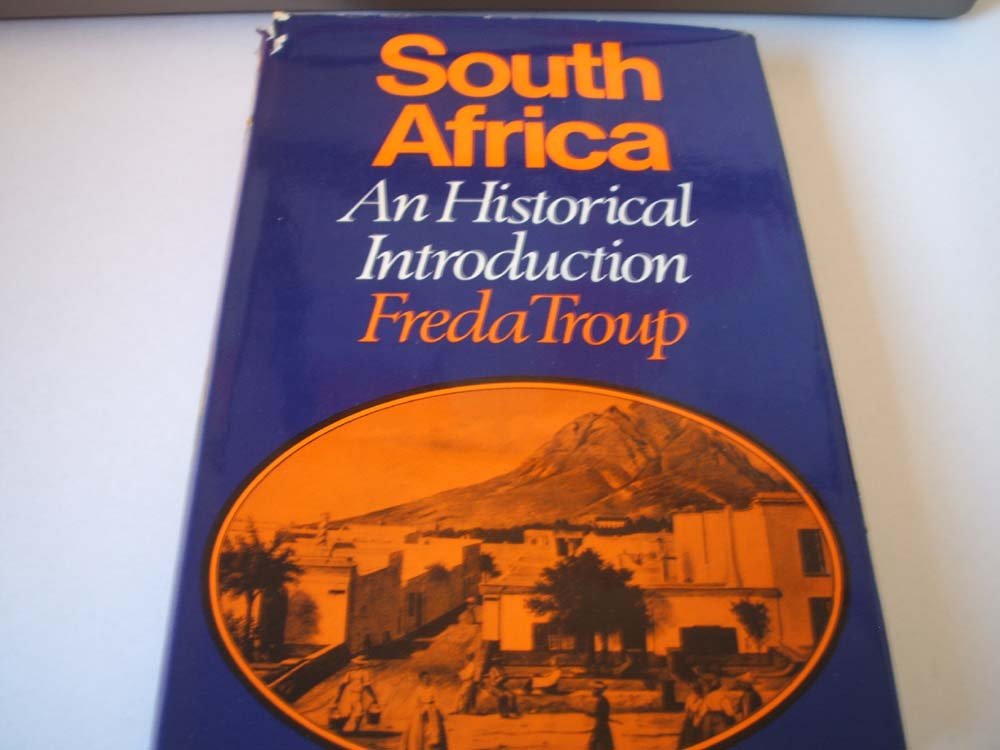 South
Africa
An Historical
Introduction
Freda Troup